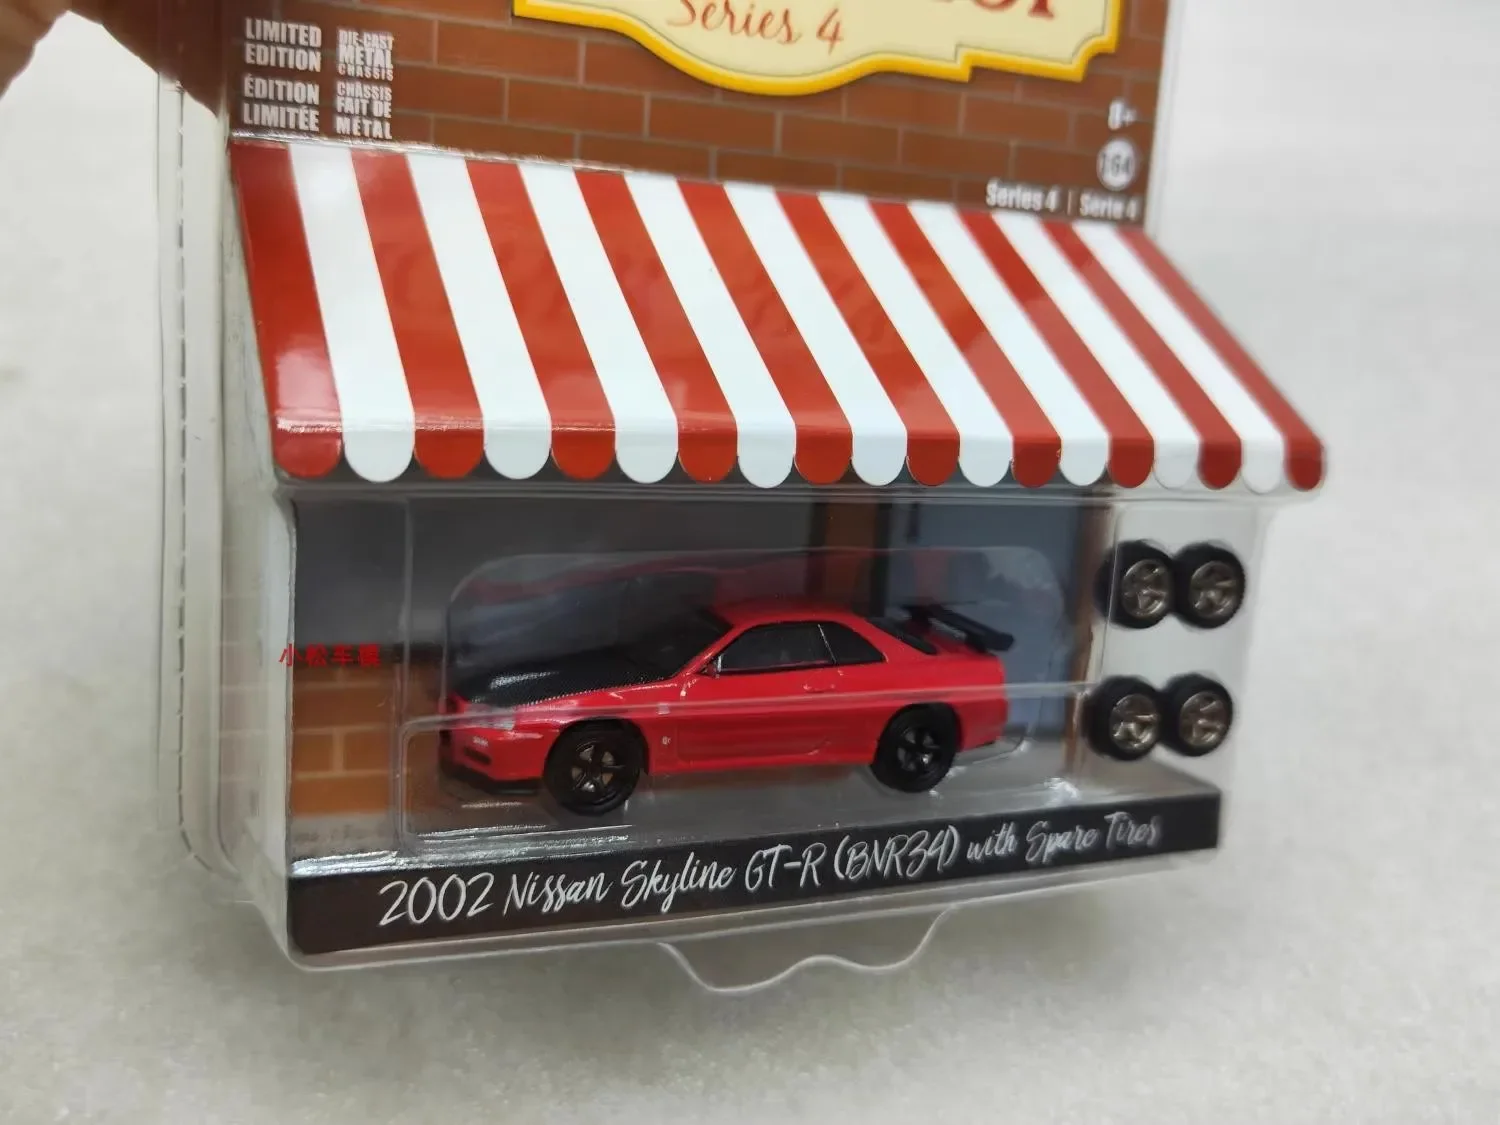 Series 4
LIMITED EDITION
DIE-CAST METAL CHASSIS
ÉDITION LIMITÉE
CHÂSSIS FAIT DE MÉTAL
8+
1:64
Series 4 | Série 4
小松车模
2002 Nissan Skyline GT-R (BNR34) with Spare Tires